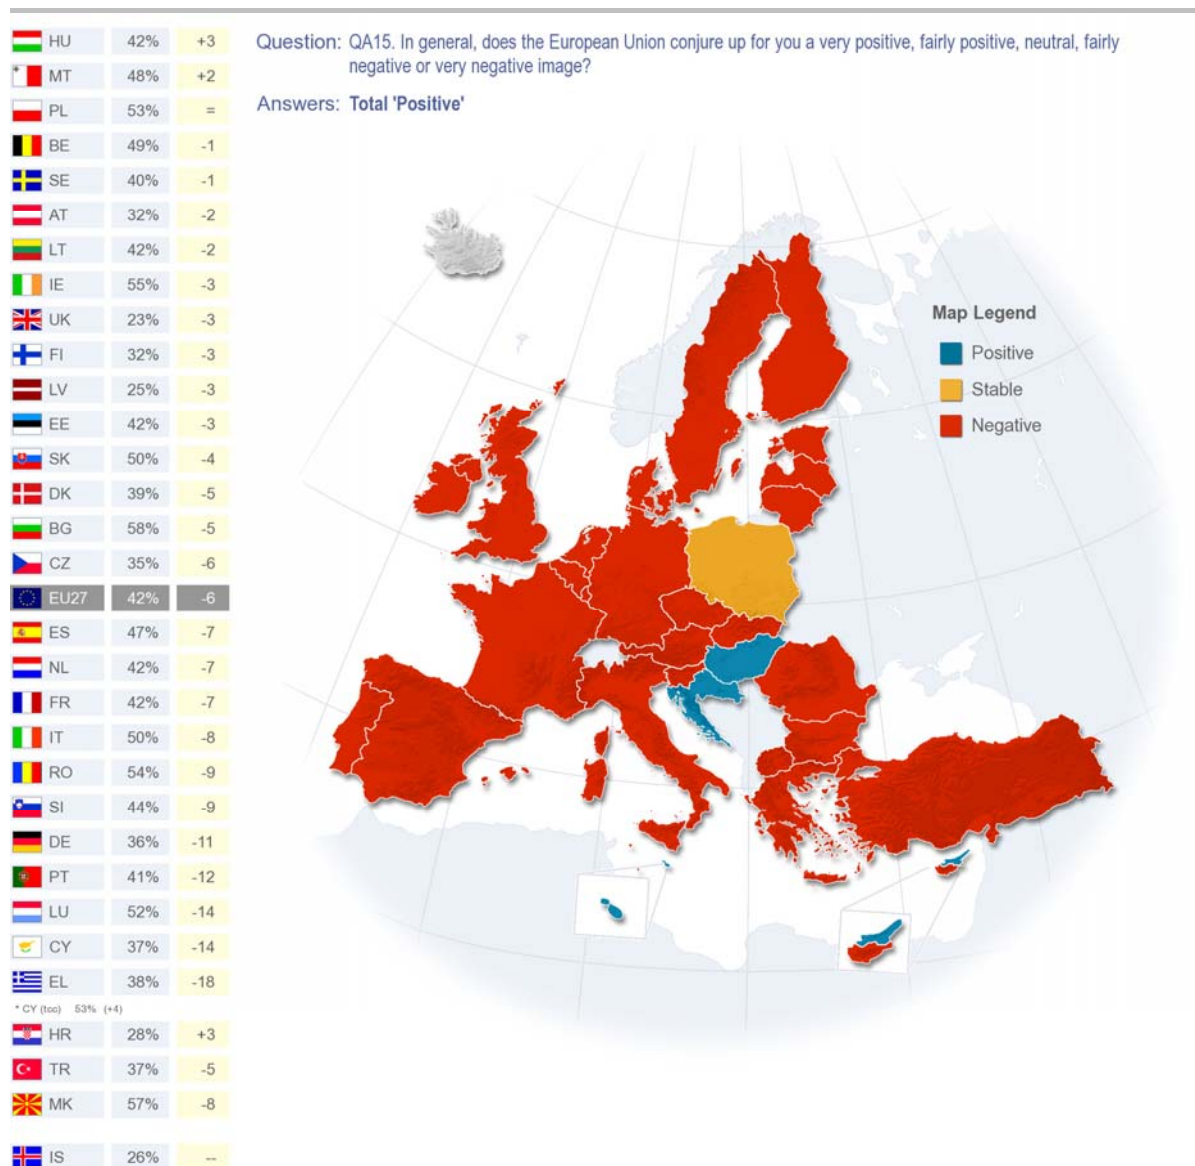 Question: QA15. In general, does the European Union conjure up for you a very positive, fairly positive, neutral, fairly
negative or very negative image?
Answers: Total 'Positive'
HU 42% +3
MT 48% +2
PL 53% =
BE 49% -1
SE 40% -1
AT 32% -2
LT 42% -2
IE 55% -3
UK 23% -3
FI 32% -3
LV 25% -3
EE 42% -3
SK 50% -4
DK 39% -5
BG 58% -5
CZ 35% -6
EU27 42% -6
ES 47% -7
NL 42% -7
FR 42% -7
IT 50% -8
RO 54% -9
SI 44% -9
DE 36% -11
PT 41% -12
LU 52% -14
CY 37% -14
EL 38% -18
* CY (tcc) 53% (+4)
HR 28% +3
TR 37% -5
MK 57% -8
IS 26% --
Map Legend
Positive
Stable
Negative